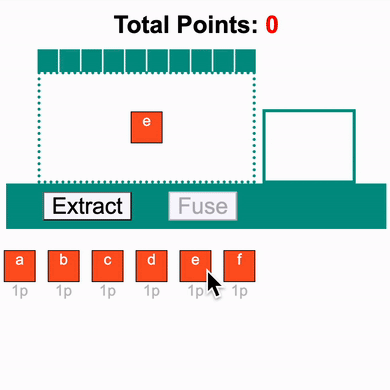 Total Points: 0
e
Extract Fuse
a b c d e f
1p 1p 1p 1p 1p 1p